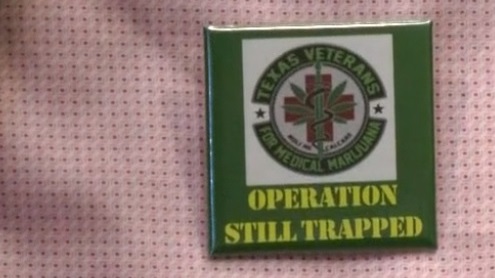 TEXAS VETERANS
FOR MEDICAL MARIJUANA
OPERATION
STILL TRAPPED